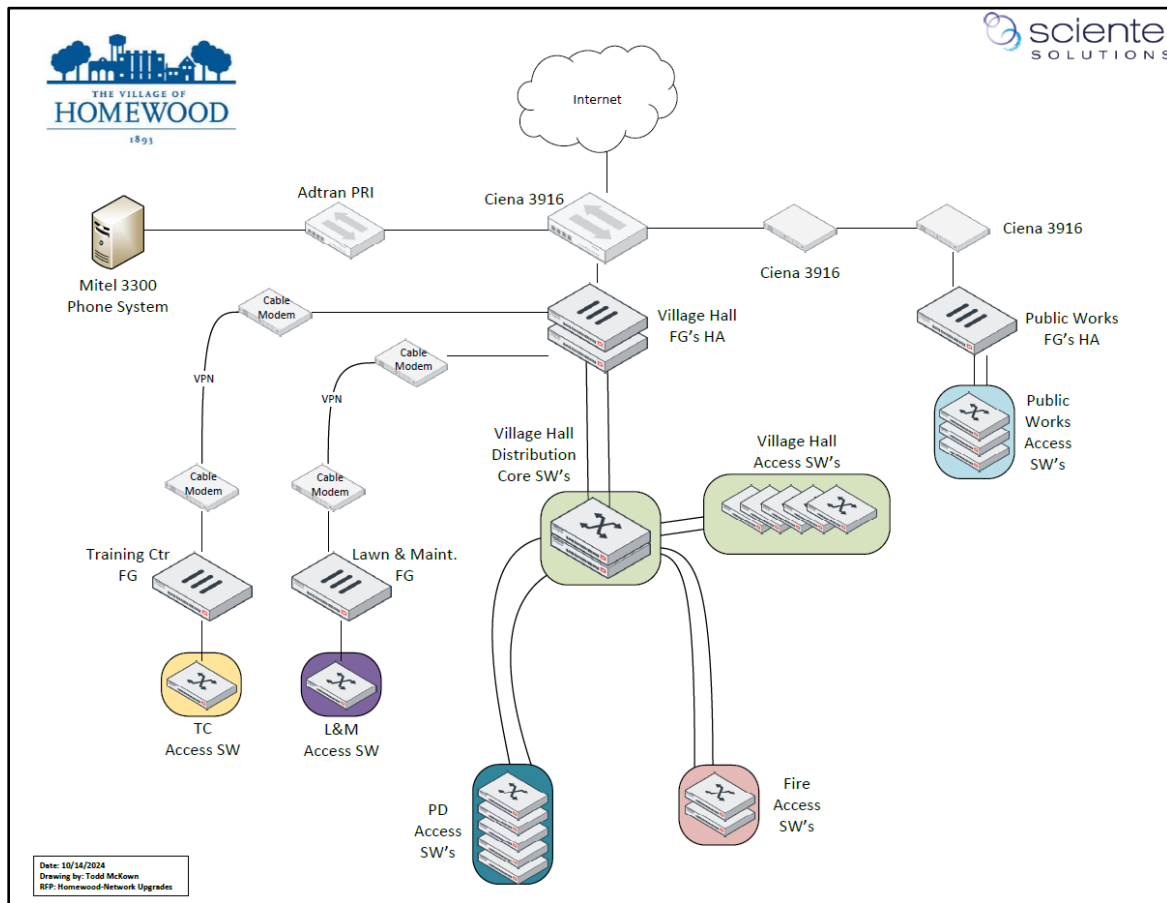 THE VILLAGE OF
HOMEWOOD
1893
sciente
SOLUTIONS
Internet
Adtran PRI
Ciena 3916
Mitel 3300
Phone System
Ciena 3916
Ciena 3916
Cable
Modem
Village Hall
FG's HA
Public Works
FG's HA
Cable
Modem
VPN
VPN
Public
Works
Access
SW's
Village Hall
Distribution
Core SW's
Village Hall
Access SW's
Cable
Modem
Cable
Modem
Training Ctr
FG
Lawn & Maint.
FG
TC
Access SW
L&M
Access SW
PD
Access
SW's
Fire
Access
SW's
Date: 10/14/2024
Drawing by: Todd McKown
RFP: Homewood-Network Upgrades